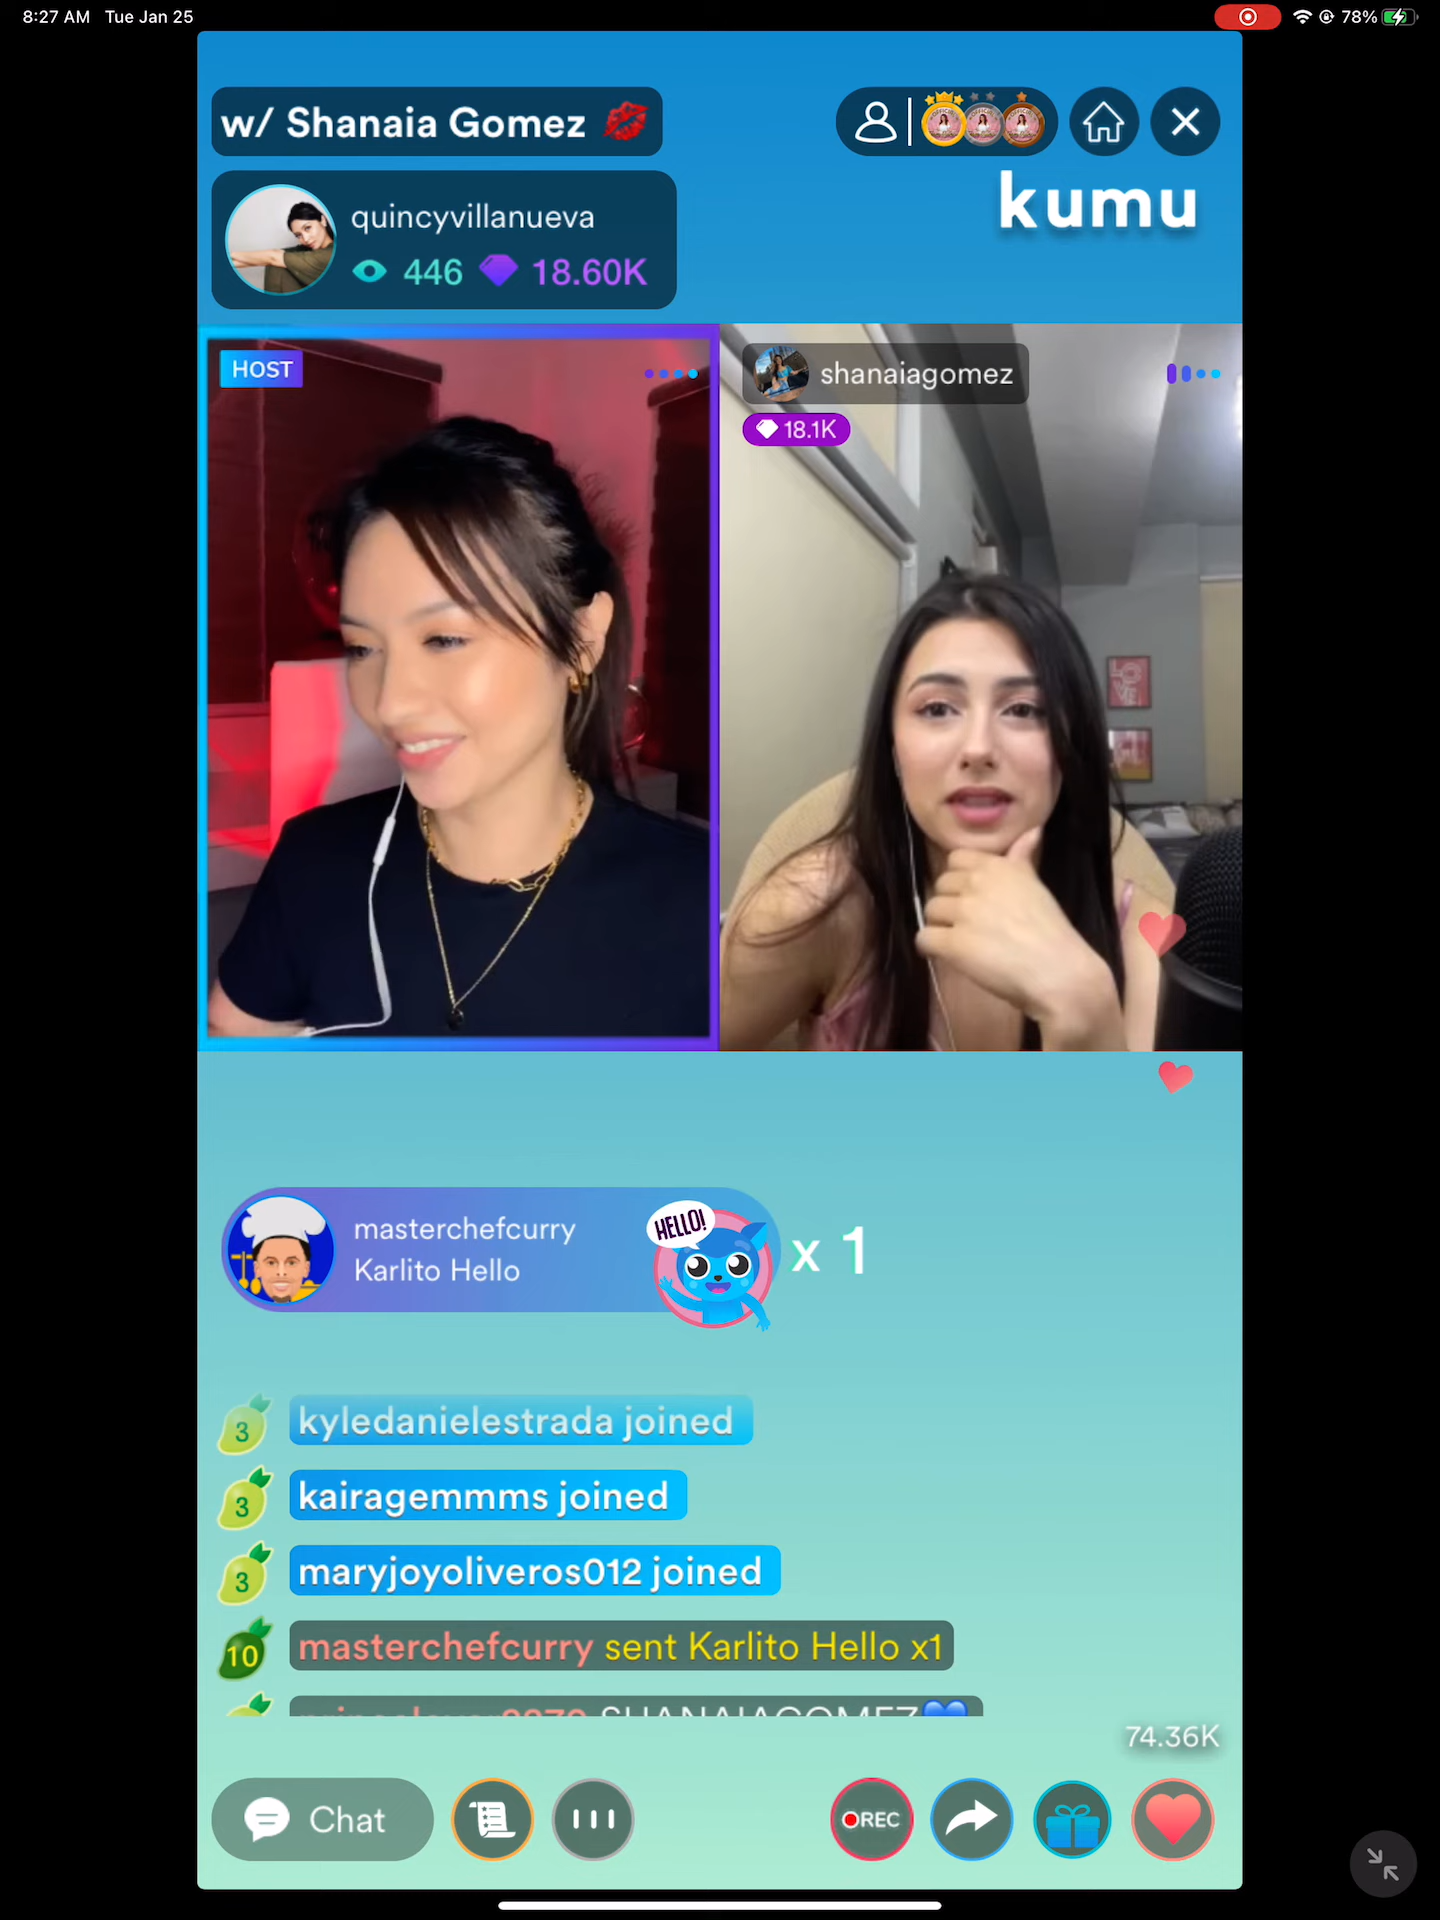 8:27 AM Tue Jan 25
78%
w/ Shanaia Gomez 💋
kumu
quincyvillanueva
446 18.60K
HOST
shanaiagomez
18.1K
LOVE
masterchefcurry
Karlito Hello
HELLO!
x 1
3 kyledanielestrada joined
3 kairagemmms joined
3 maryjoyoliveros012 joined
10 masterchefcurry sent Karlito Hello x1
SHANAIAGOMEZ💙
74.36K
Chat
REC